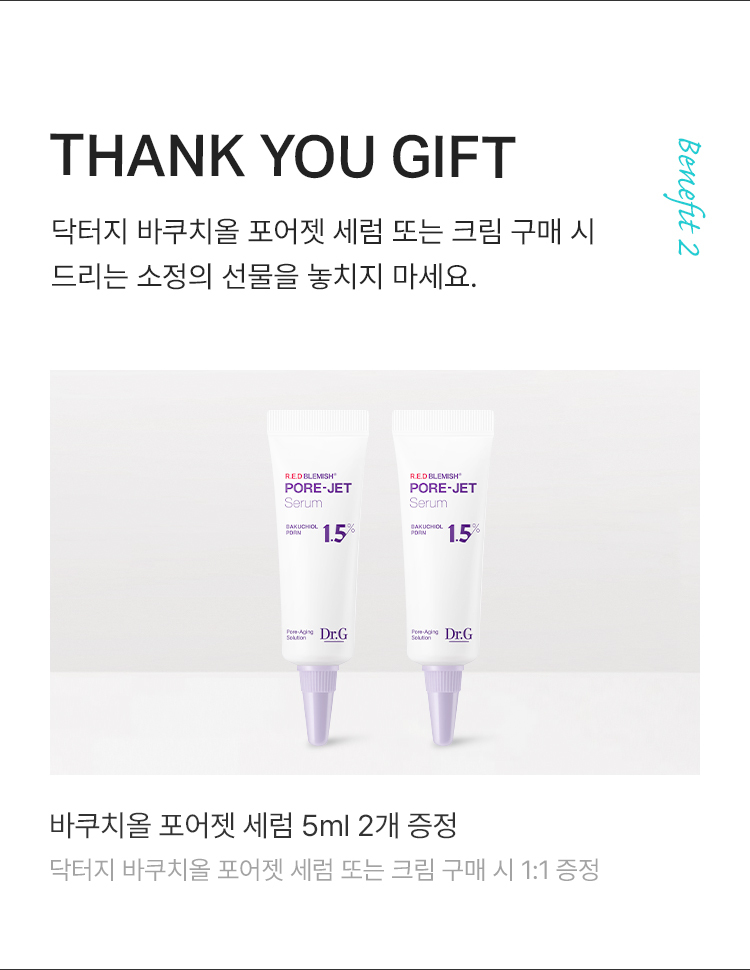 THANK YOU GIFT
Benefit 2
닥터지 바쿠치올 포어젯 세럼 또는 크림 구매 시
드리는 소정의 선물을 놓치지 마세요.
R.E.D BLEMISH®
PORE-JET
Serum
BAKUCHIOL
PDRN
1.5%
Pore-Aging
Solution
Dr.G
R.E.D BLEMISH®
PORE-JET
Serum
BAKUCHIOL
PDRN
1.5%
Pore-Aging
Solution
Dr.G
바쿠치올 포어젯 세럼 5ml 2개 증정
닥터지 바쿠치올 포어젯 세럼 또는 크림 구매 시 1:1 증정